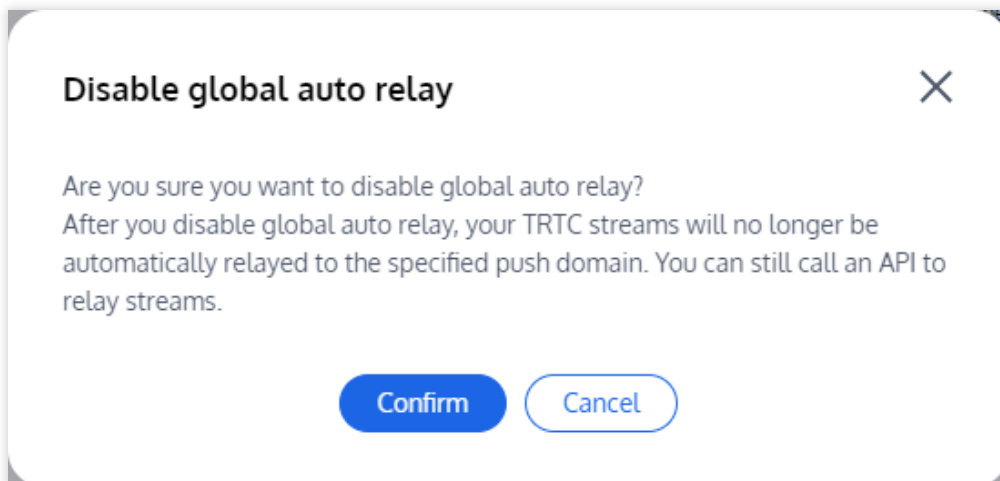 Disable global auto relay
Are you sure you want to disable global auto relay?
After you disable global auto relay, your TRTC streams will no longer be
automatically relayed to the specified push domain. You can still call an API to
relay streams.
Confirm
Cancel